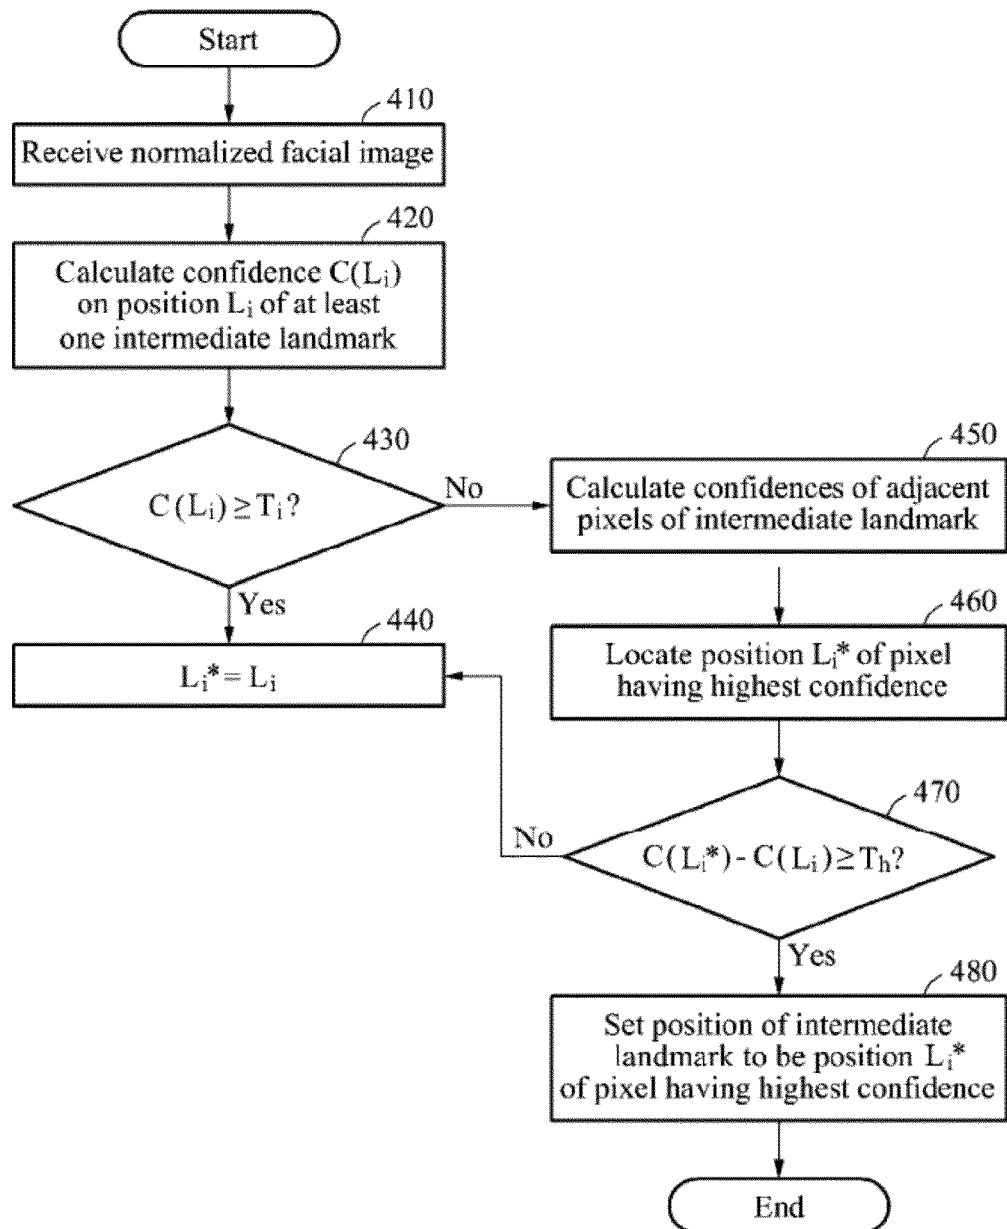 Start
410
Receive normalized facial image
420
Calculate confidence C(Li)
on position Li of at least
one intermediate landmark
430
C(Li)≥Ti?
No
Yes
440
Li*=Li
450
Calculate confidences of adjacent
pixels of intermediate landmark
460
Locate position Li* of pixel
having highest confidence
470
C(Li*)-C(Li)≥Th?
No
Yes
480
Set position of intermediate
landmark to be position Li*
of pixel having highest confidence
End